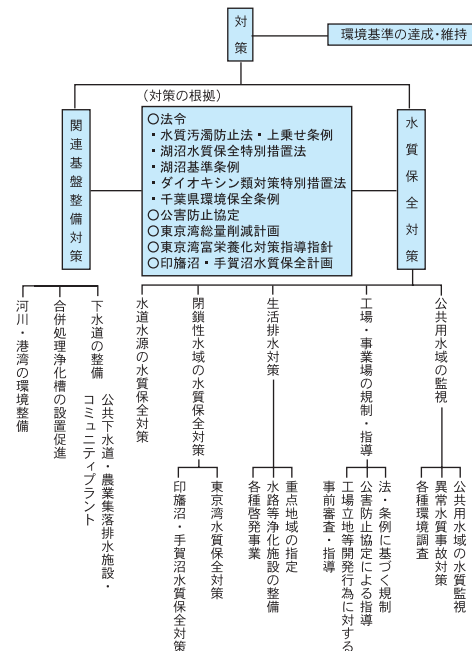 対策
環境基準の達成・維持
(対策の根拠)
関連基盤整備対策
○法令
・水質汚濁防止法・上乗せ条例
・湖沼水質保全特別措置法
・湖沼基準条例
・ダイオキシン類対策特別措置法
・千葉県環境保全条例
○公害防止協定
○東京湾総量削減計画
○東京湾富栄養化対策指導指針
○印旛沼・手賀沼水質保全計画
水質保全対策
公共用水域の監視
工場・事業場の規制・指導
生活排水対策
閉鎖性水域の水質保全対策
水道水源の水質保全対策
下水道の整備
公共下水道・農業集落排水施設・
コミュニティプラント
合併処理浄化槽の設置促進
河川・港湾の環境整備
公共用水域の水質監視
異常水質事故対策
各種環境調査
法・条例に基づく規制
公害防止協定による指導
工場立地等開発行為に対する
事前審査・指導
重点地域の指定
水路等浄化施設の整備
各種啓発事業
東京湾水質保全対策
印旛沼・手賀沼水質保全対策